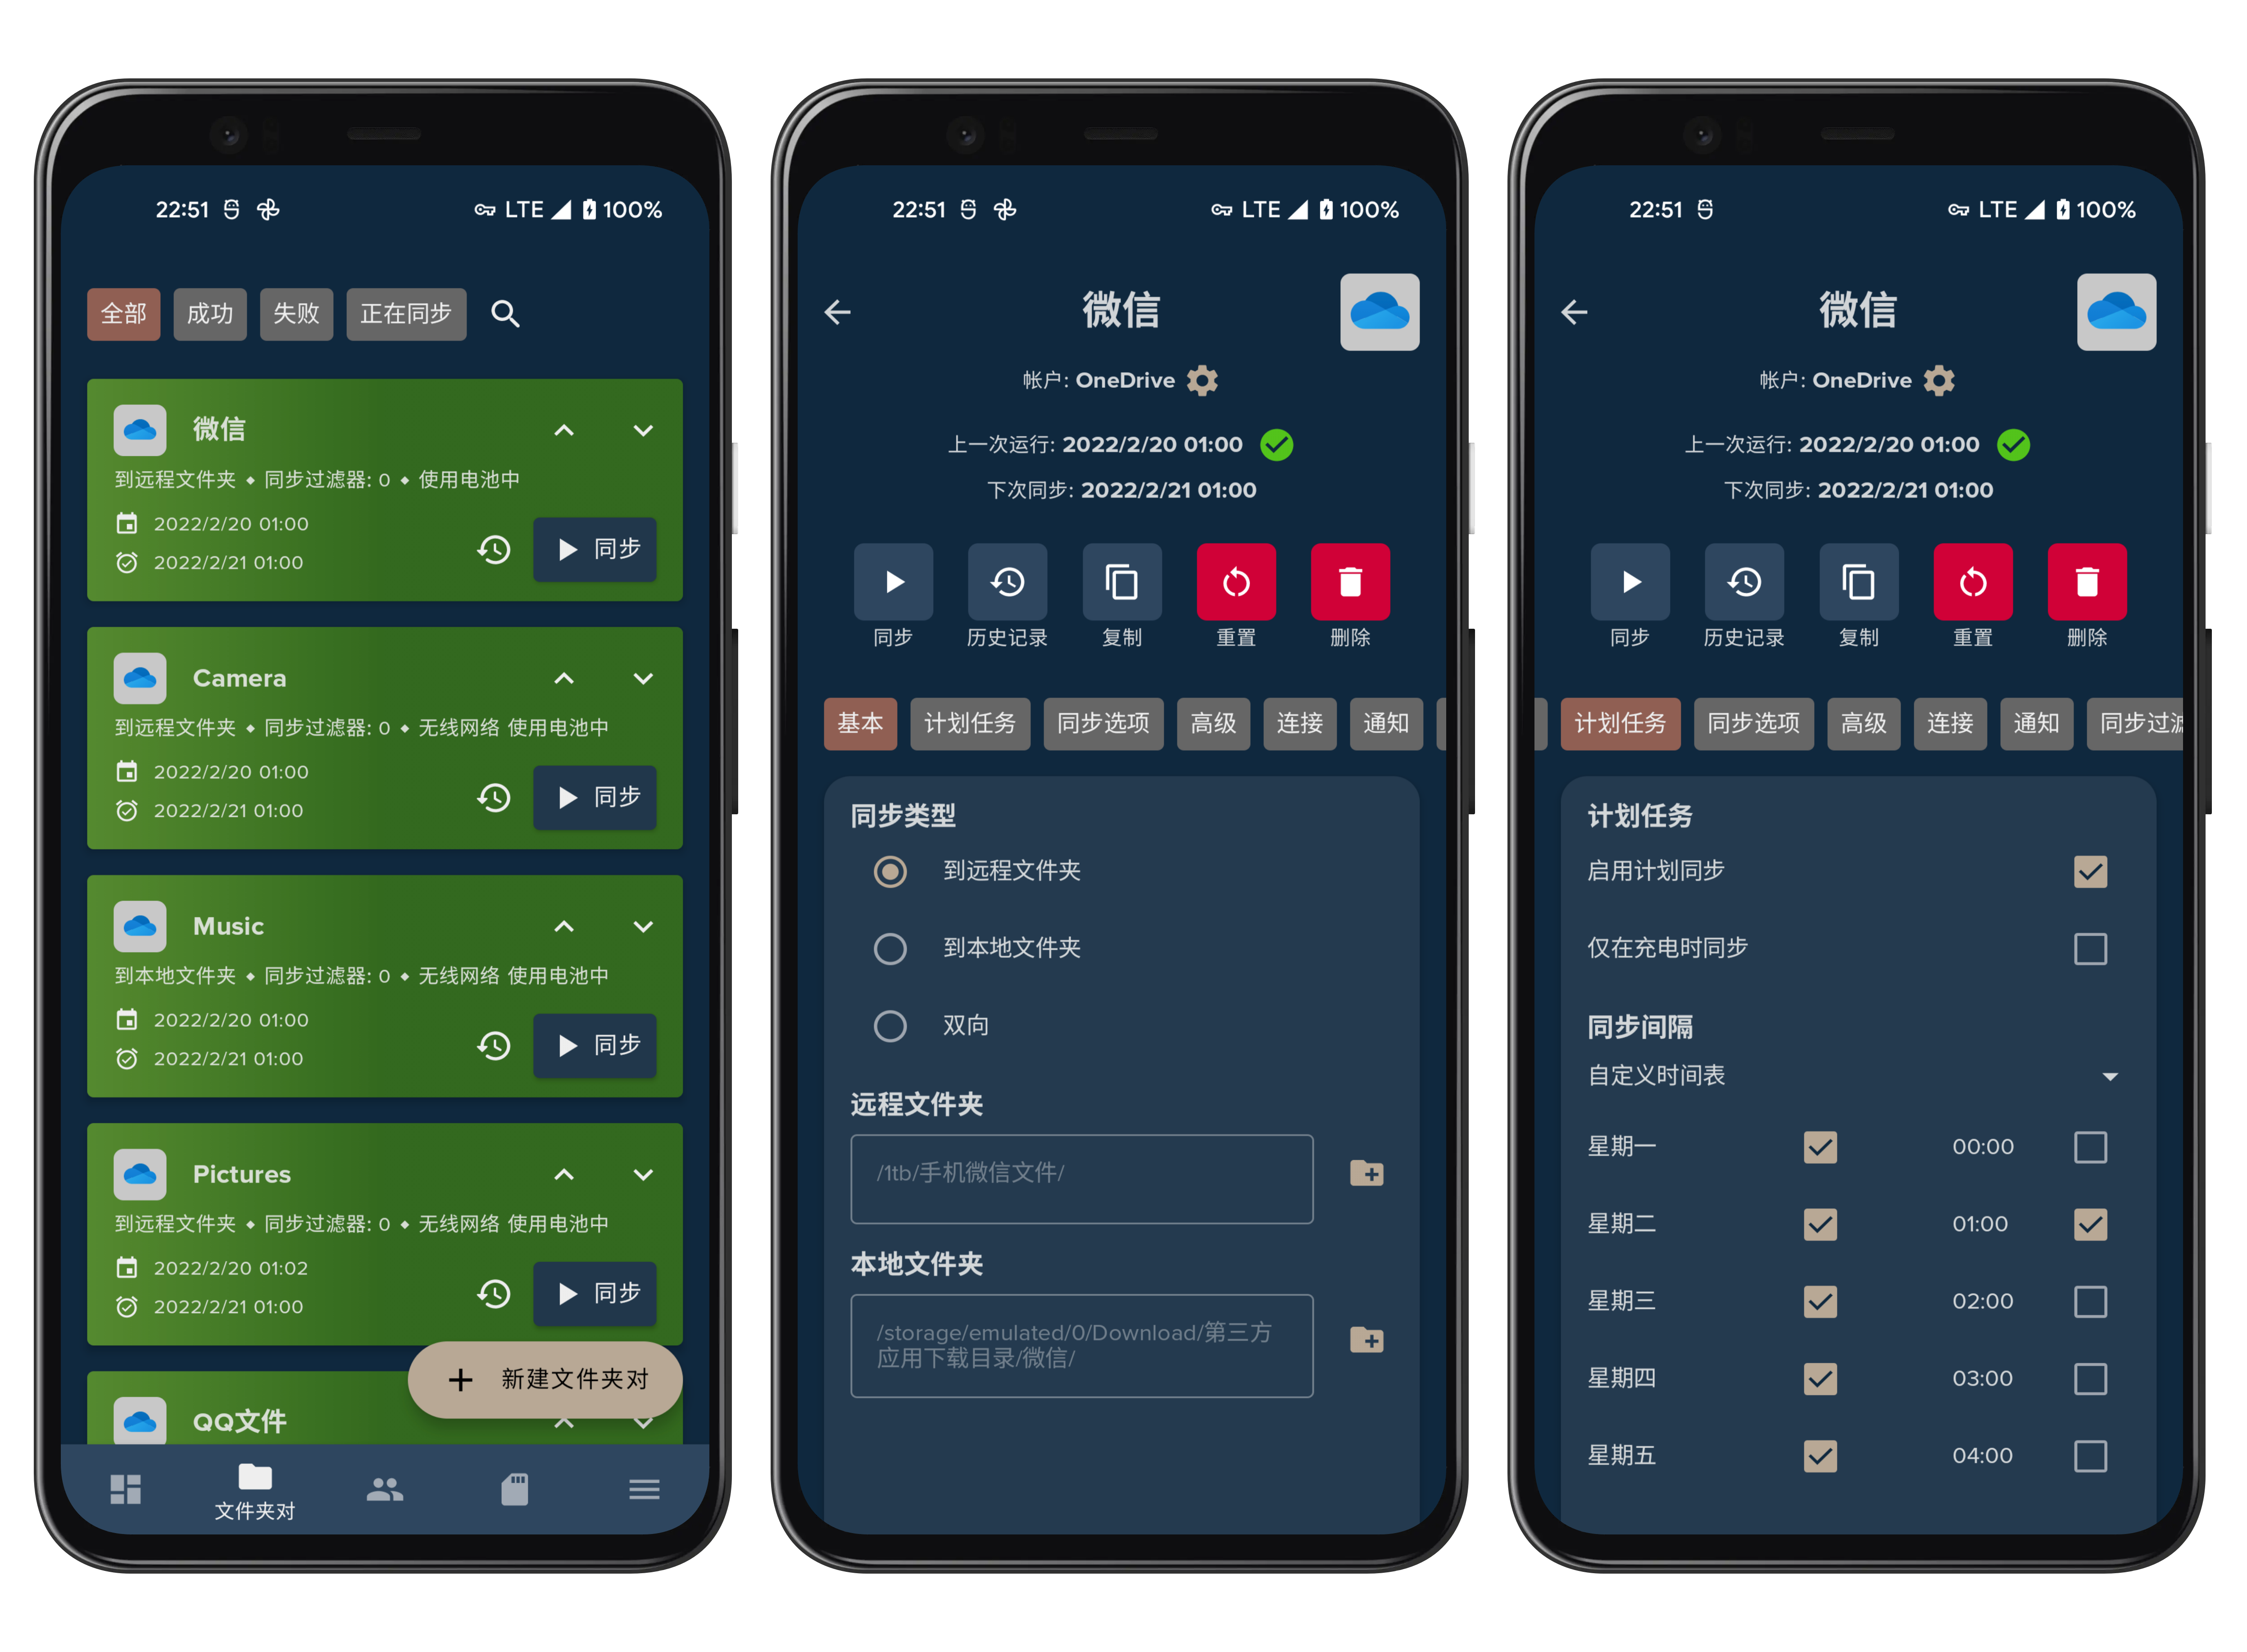 22:51 LTE 100%
全部 成功 失败 正在同步
微信
到远程文件夹 ◆ 同步过滤器: 0 ◆ 使用电池中
2022/2/20 01:00
2022/2/21 01:00
同步
Camera
到远程文件夹 ◆ 同步过滤器: 0 ◆ 无线网络 使用电池中
2022/2/20 01:00
2022/2/21 01:00
同步
Music
到本地文件夹 ◆ 同步过滤器: 0 ◆ 无线网络 使用电池中
2022/2/20 01:00
2022/2/21 01:00
同步
Pictures
到远程文件夹 ◆ 同步过滤器: 0 ◆ 无线网络 使用电池中
2022/2/20 01:02
2022/2/21 01:00
同步
新建文件夹对
QQ文件
文件夹对
22:51 LTE 100%
微信
帐户: OneDrive
上一次运行: 2022/2/20 01:00
下次同步: 2022/2/21 01:00
同步 历史记录 复制 重置 删除
基本 计划任务 同步选项 高级 连接 通知
同步类型
到远程文件夹
到本地文件夹
双向
远程文件夹
/1tb/手机微信文件/
本地文件夹
/storage/emulated/0/Download/第三方
应用下载目录/微信/
22:51 LTE 100%
微信
帐户: OneDrive
上一次运行: 2022/2/20 01:00
下次同步: 2022/2/21 01:00
同步 历史记录 复制 重置 删除
计划任务 同步选项 高级 连接 通知 同步过滤
计划任务
启用计划同步
仅在充电时同步
同步间隔
自定义时间表
星期一 00:00
星期二 01:00
星期三 02:00
星期四 03:00
星期五 04:00